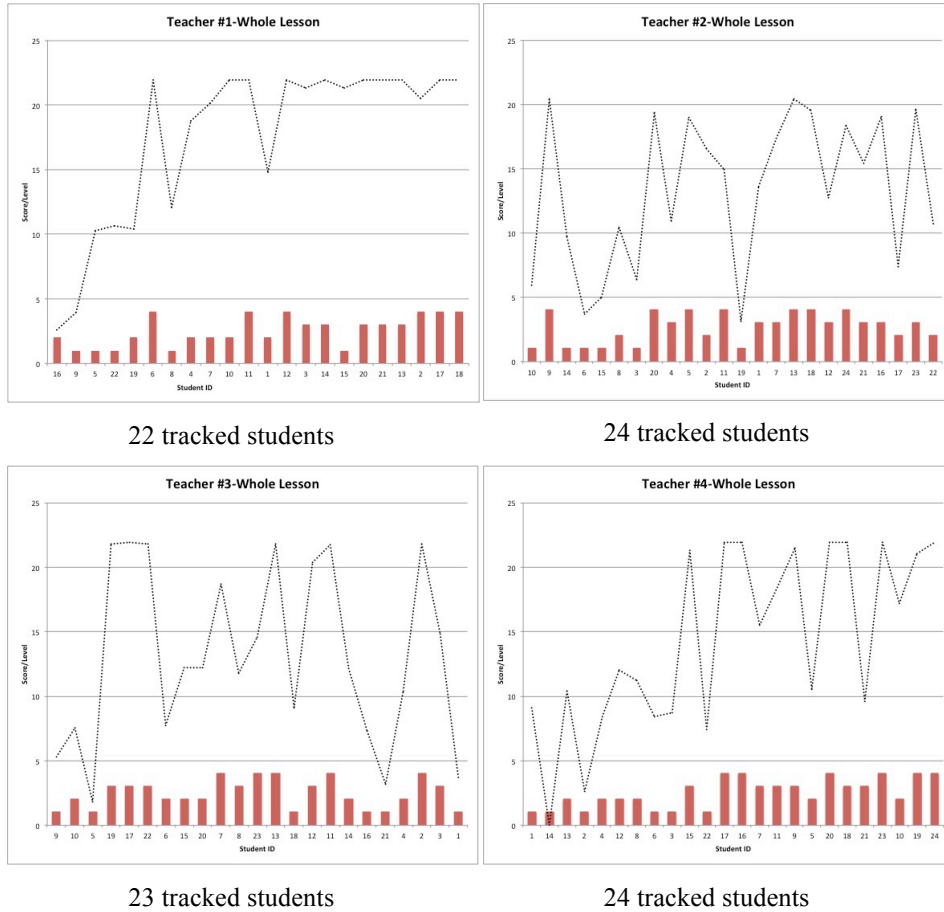 Teacher #1-Whole Lesson
25
20
15
10
5
0
Score/Level
16 9 5 22 19 6 8 4 7 10 11 1 12 3 14 15 20 21 13 2 17 18
Student ID
22 tracked students
Teacher #2-Whole Lesson
25
20
15
10
5
0
Score/Level
10 9 14 6 15 8 3 20 4 5 2 11 19 1 7 13 18 12 24 21 16 17 23 22
Student ID
24 tracked students
Teacher #3-Whole Lesson
25
20
15
10
5
0
Score/Level
9 10 5 19 17 22 6 15 20 7 8 23 13 18 12 11 14 16 21 4 2 3 1
Student ID
23 tracked students
Teacher #4-Whole Lesson
25
20
15
10
5
0
Score/Level
1 14 13 2 4 12 8 6 3 15 22 17 16 7 11 9 5 20 18 21 23 10 19 24
Student ID
24 tracked students